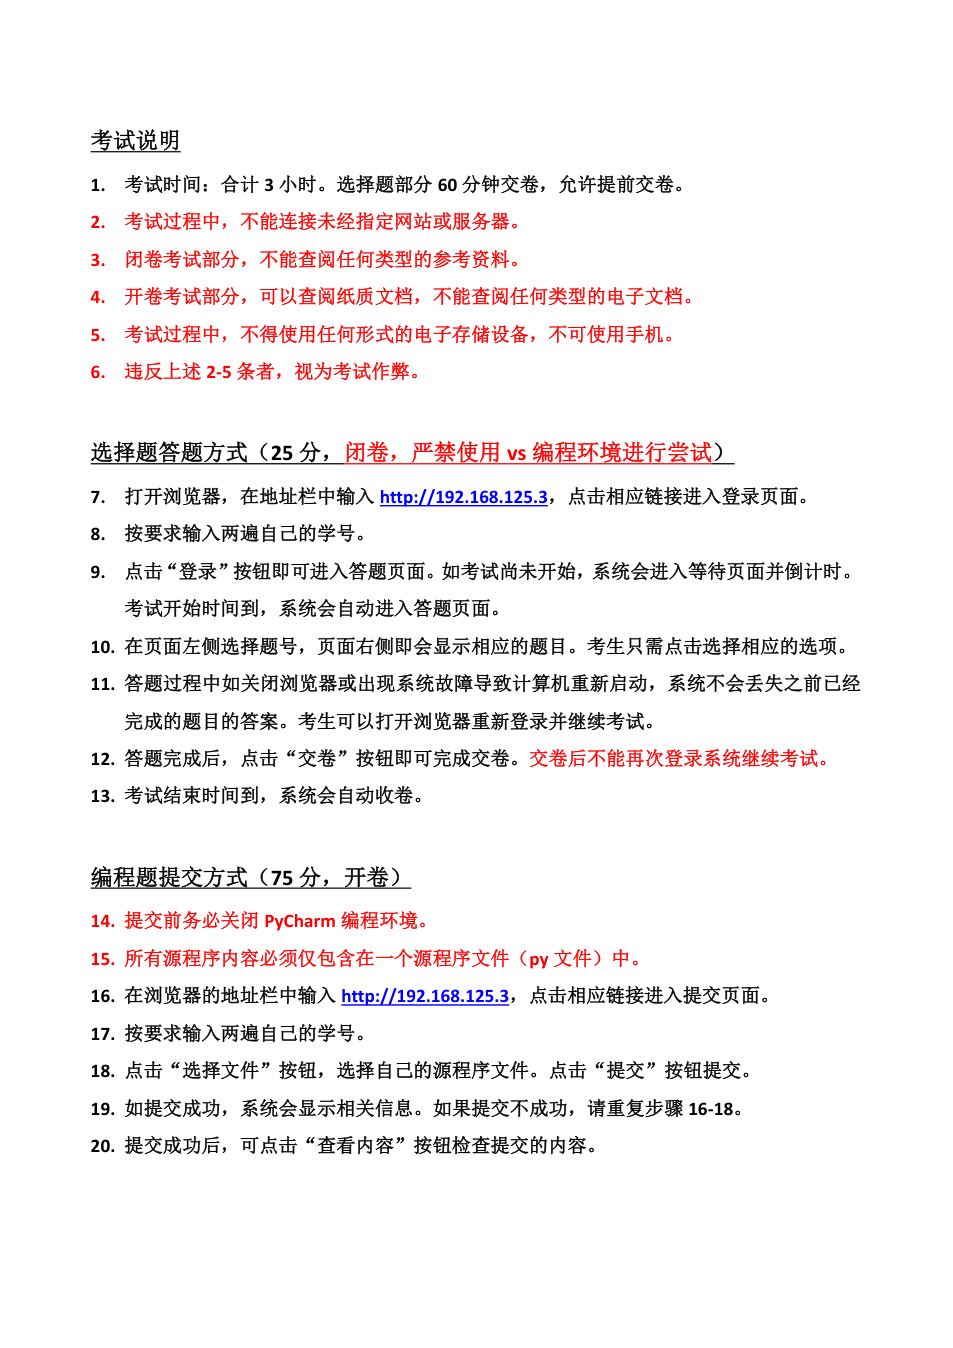 考试说明
1. 考试时间：合计 3 小时。选择题部分 60 分钟交卷，允许提前交卷。
2. 考试过程中，不能连接未经指定网站或服务器。
3. 闭卷考试部分，不能查阅任何类型的参考资料。
4. 开卷考试部分，可以查阅纸质文档，不能查阅任何类型的电子文档。
5. 考试过程中，不得使用任何形式的电子存储设备，不可使用手机。
6. 违反上述 2-5 条者，视为考试作弊。
选择题答题方式（25 分，闭卷，严禁使用 vs 编程环境进行尝试）
7. 打开浏览器，在地址栏中输入 http://192.168.125.3，点击相应链接进入登录页面。
8. 按要求输入两遍自己的学号。
9. 点击“登录”按钮即可进入答题页面。如考试尚未开始，系统会进入等待页面并倒计时。
考试开始时间到，系统会自动进入答题页面。
10. 在页面左侧选择题号，页面右侧即会显示相应的题目。考生只需点击选择相应的选项。
11. 答题过程中如关闭浏览器或出现系统故障导致计算机重新启动，系统不会丢失之前已经
完成的题目的答案。考生可以打开浏览器重新登录并继续考试。
12. 答题完成后，点击“交卷”按钮即可完成交卷。交卷后不能再次登录系统继续考试。
13. 考试结束时间到，系统会自动收卷。
编程题提交方式（75 分，开卷）
14. 提交前务必关闭 PyCharm 编程环境。
15. 所有源程序内容必须仅包含在一个源程序文件（py 文件）中。
16. 在浏览器的地址栏中输入 http://192.168.125.3，点击相应链接进入提交页面。
17. 按要求输入两遍自己的学号。
18. 点击“选择文件”按钮，选择自己的源程序文件。点击“提交”按钮提交。
19. 如提交成功，系统会显示相关信息。如果提交不成功，请重复步骤 16-18。
20. 提交成功后，可点击“查看内容”按钮检查提交的内容。